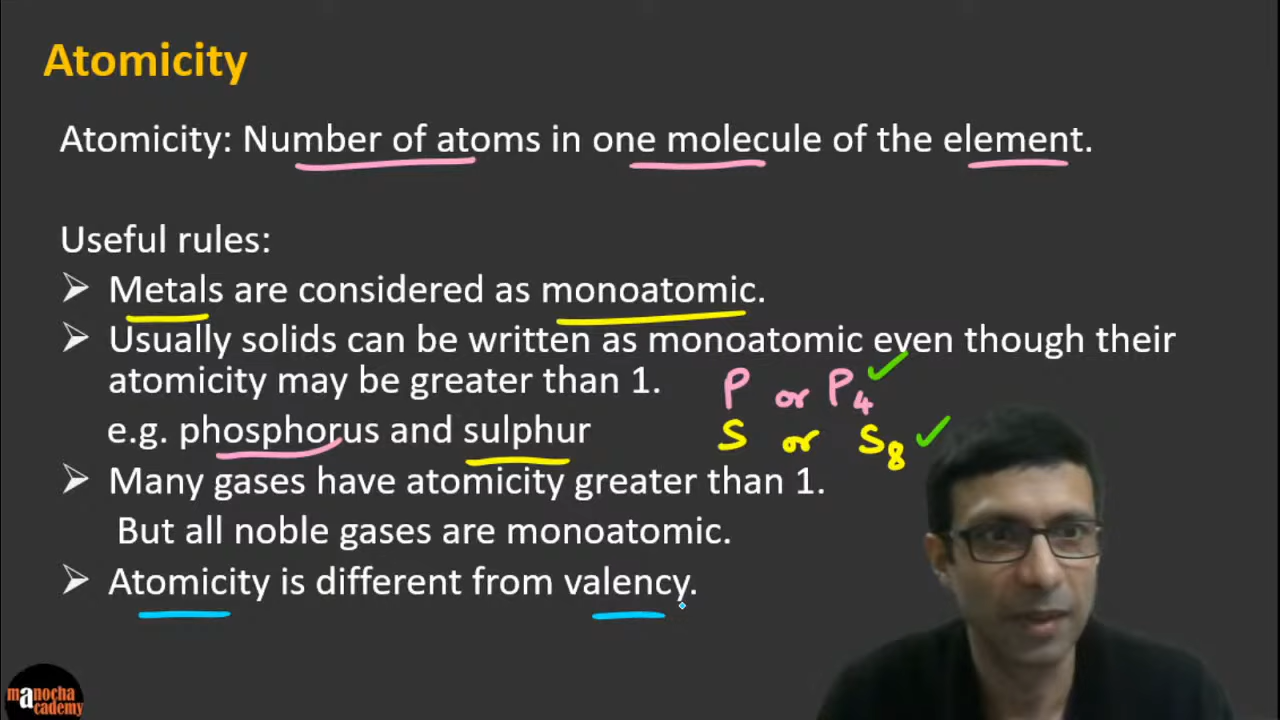 Atomicity
Atomicity: Number of atoms in one molecule of the element.
Useful rules:
➢ Metals are considered as monoatomic.
➢ Usually solids can be written as monoatomic even though their
atomicity may be greater than 1.
P or P₄ ✓
e.g. phosphorus and sulphur
S or S₈ ✓
➢ Many gases have atomicity greater than 1.
But all noble gases are monoatomic.
➢ Atomicity is different from valency.
manocha
academy